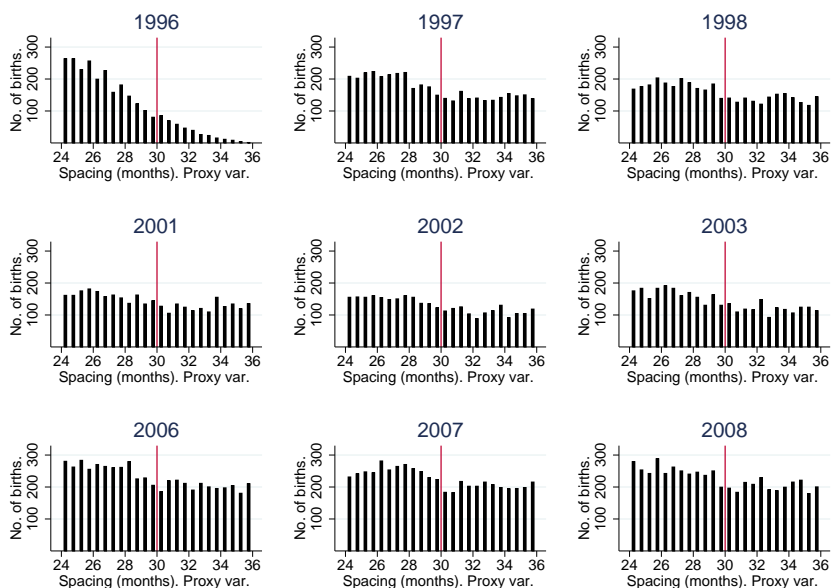 1996
1997
1998
No. of births.
100 200 300
24 26 28 30 32 34 36
Spacing (months). Proxy var.
No. of births.
100 200 300
24 26 28 30 32 34 36
Spacing (months). Proxy var.
No. of births.
100 200 300
24 26 28 30 32 34 36
Spacing (months). Proxy var.
2001
2002
2003
No. of births.
100 200 300
24 26 28 30 32 34 36
Spacing (months). Proxy var.
No. of births.
100 200 300
24 26 28 30 32 34 36
Spacing (months). Proxy var.
No. of births.
100 200 300
24 26 28 30 32 34 36
Spacing (months). Proxy var.
2006
2007
2008
No. of births.
100 200 300
24 26 28 30 32 34 36
Spacing (months). Proxy var.
No. of births.
100 200 300
24 26 28 30 32 34 36
Spacing (months). Proxy var.
No. of births.
100 200 300
24 26 28 30 32 34 36
Spacing (months). Proxy var.